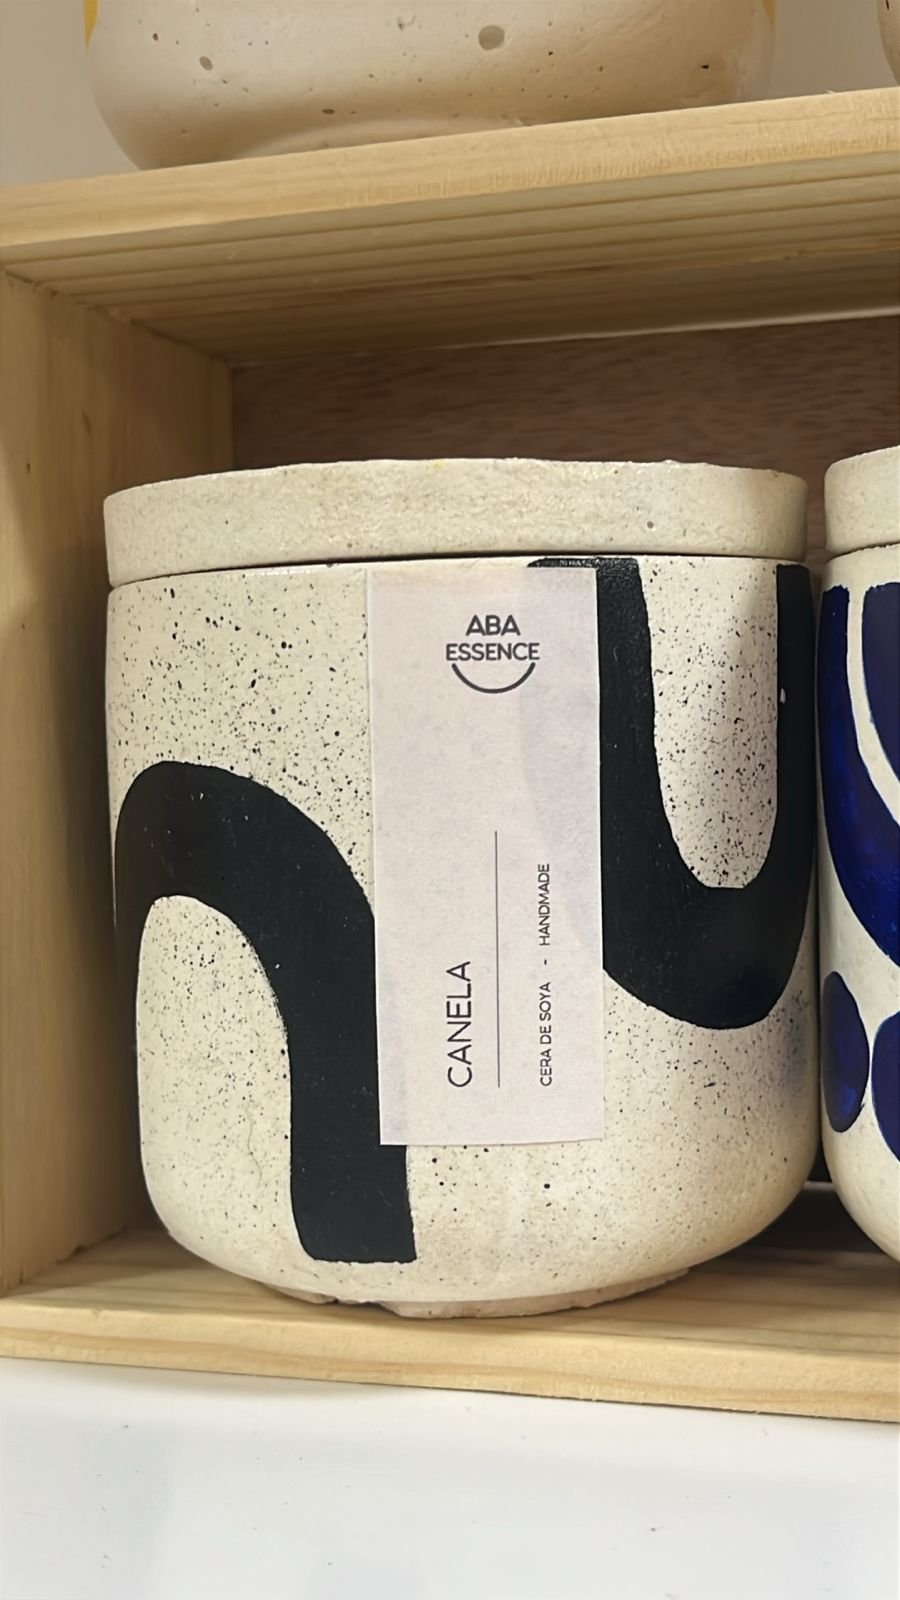 ABA
ESSENCE
CANELA
CERA DE SOYA - HANDMADE